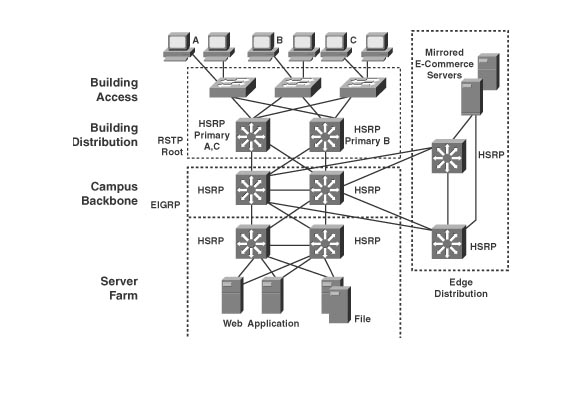 A
B
C
Mirrored
E-Commerce
Servers
Building
Access
Building
Distribution
RSTP
Root
HSRP
Primary
A,C
HSRP
Primary B
HSRP
Campus
Backbone
EIGRP
HSRP
HSRP
HSRP
HSRP
HSRP
Server
Farm
Edge
Distribution
Web Application
File